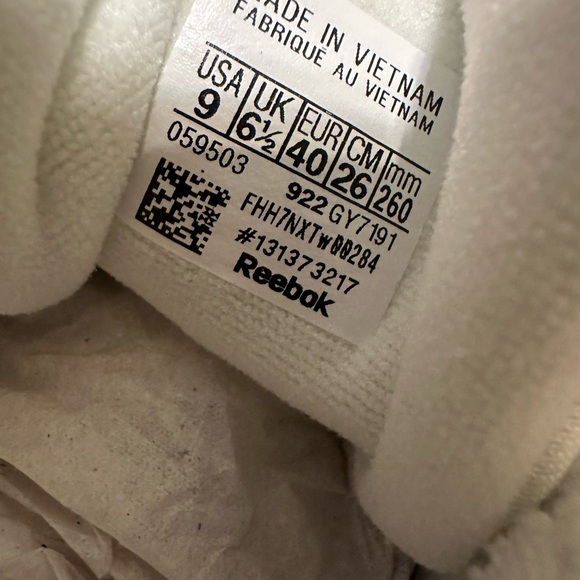 MADE IN VIETNAM
FABRIQUÉ AU VIETNAM
USA UK EUR CM mm
9 6½ 40 26 260
059503 922 GY7191
FHH7NXTW00284
#131373217
Reebok